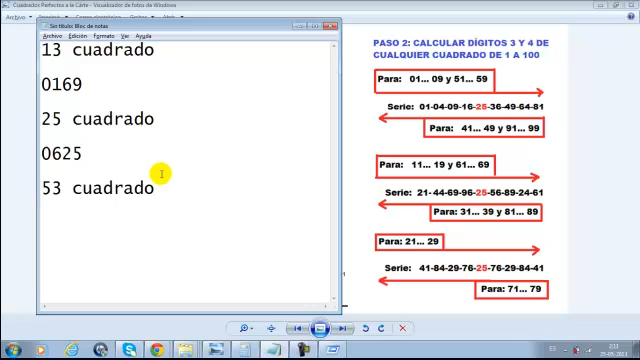 Cuadrados Perfectos a la Cárte - Visualizador de fotos de Windows
Archivo
Sin título: Bloc de notas
Archivo Edición Formato Ver Ayuda
13 cuadrado
0169
25 cuadrado
0625
53 cuadrado
PASO 2: CALCULAR DÍGITOS 3 Y 4 DE
CUALQUIER CUADRADO DE 1 A 100
Para: 01... 09 y 51... 59
Serie: 01-04-09-16-25-36-49-64-81
Para: 41... 49 y 91... 99
Para: 11... 19 y 61... 69
Serie: 21- 44-69-96-25-56-89-24-61
Para: 31... 39 y 81... 89
Para: 21... 29
Serie: 41-84-29-76-25-76-29-84-41
Para: 71... 79
ES